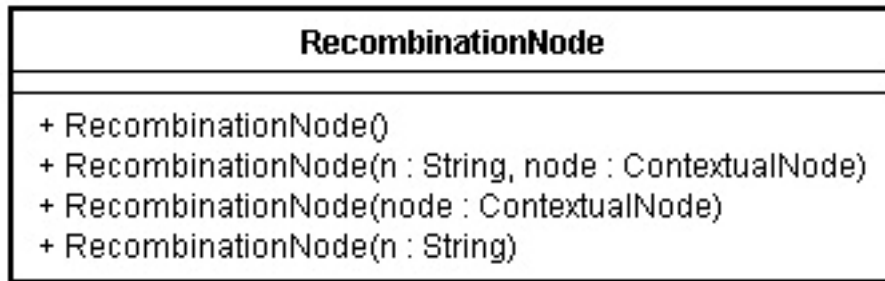 RecombinationNode
+ RecombinationNode()
+ RecombinationNode(n : String, node : ContextualNode)
+ RecombinationNode(node : ContextualNode)
+ RecombinationNode(n : String)